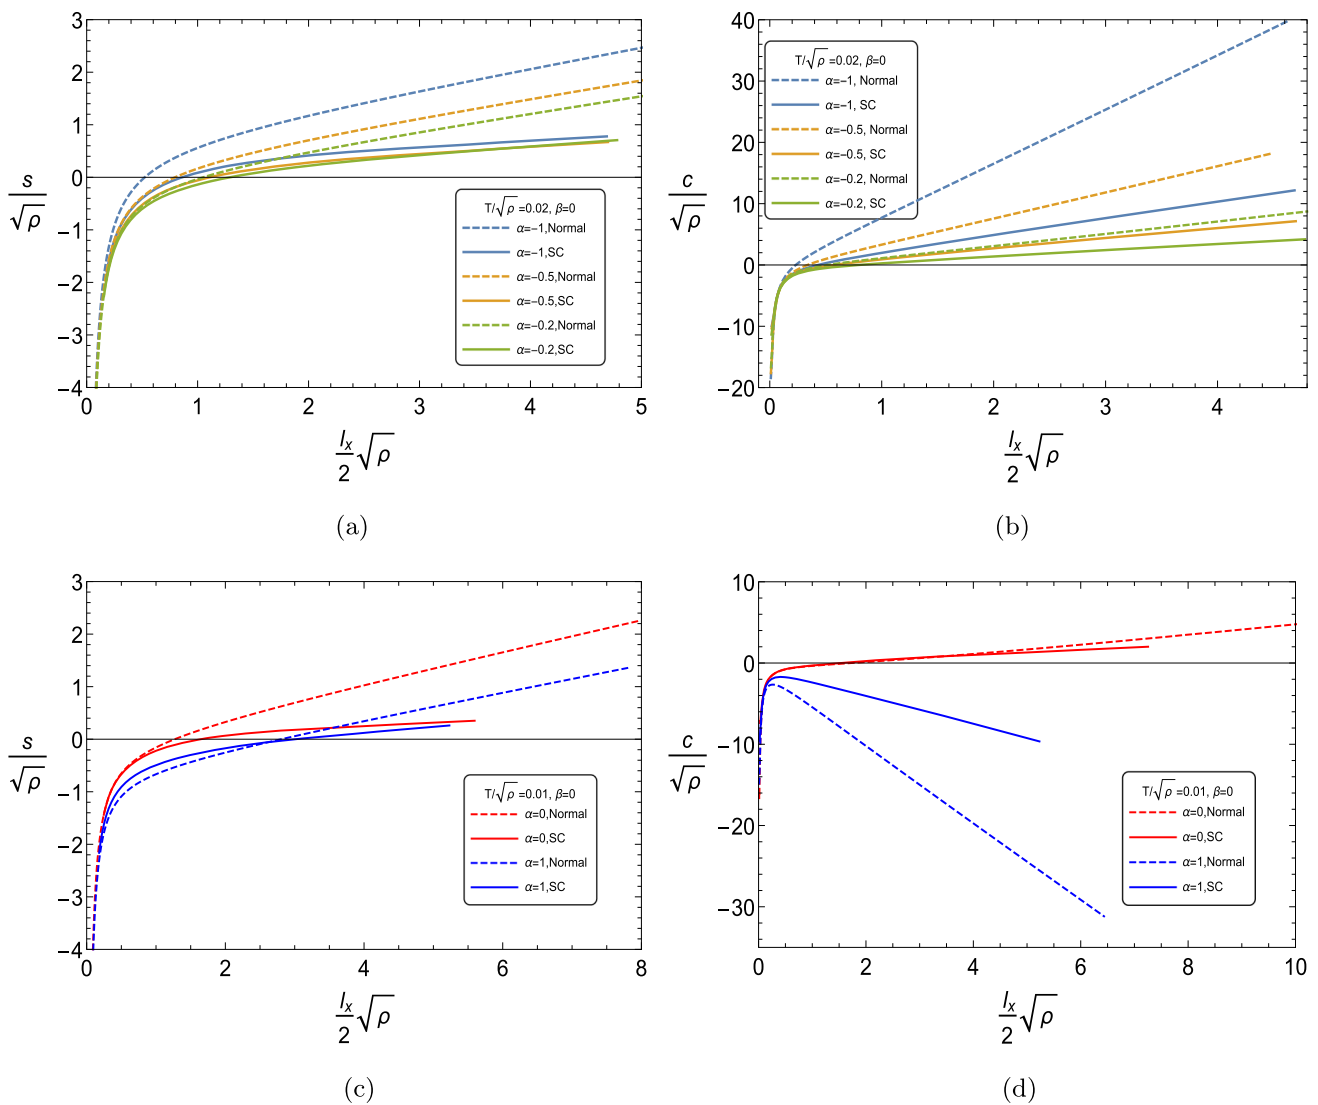 s/√ρ
3
2
1
0
−1
−2
−3
−4
0 1 2 3 4 5
l_x/2 √ρ
T/√ρ =0.02, β=0
α=−1,Normal
α=−1,SC
α=−0.5,Normal
α=−0.5,SC
α=−0.2,Normal
α=−0.2,SC
(a)
c/√ρ
40
30
20
10
0
−10
−20
0 1 2 3 4
l_x/2 √ρ
T/√ρ =0.02, β=0
α=−1, Normal
α=−1, SC
α=−0.5, Normal
α=−0.5, SC
α=−0.2, Normal
α=−0.2, SC
(b)
s/√ρ
3
2
1
0
−1
−2
−3
−4
0 2 4 6 8
l_x/2 √ρ
T/√ρ =0.01, β=0
α=0,Normal
α=0,SC
α=1,Normal
α=1,SC
(c)
c/√ρ
10
0
−10
−20
−30
0 2 4 6 8 10
l_x/2 √ρ
T/√ρ =0.01, β=0
α=0,Normal
α=0,SC
α=1,Normal
α=1,SC
(d)